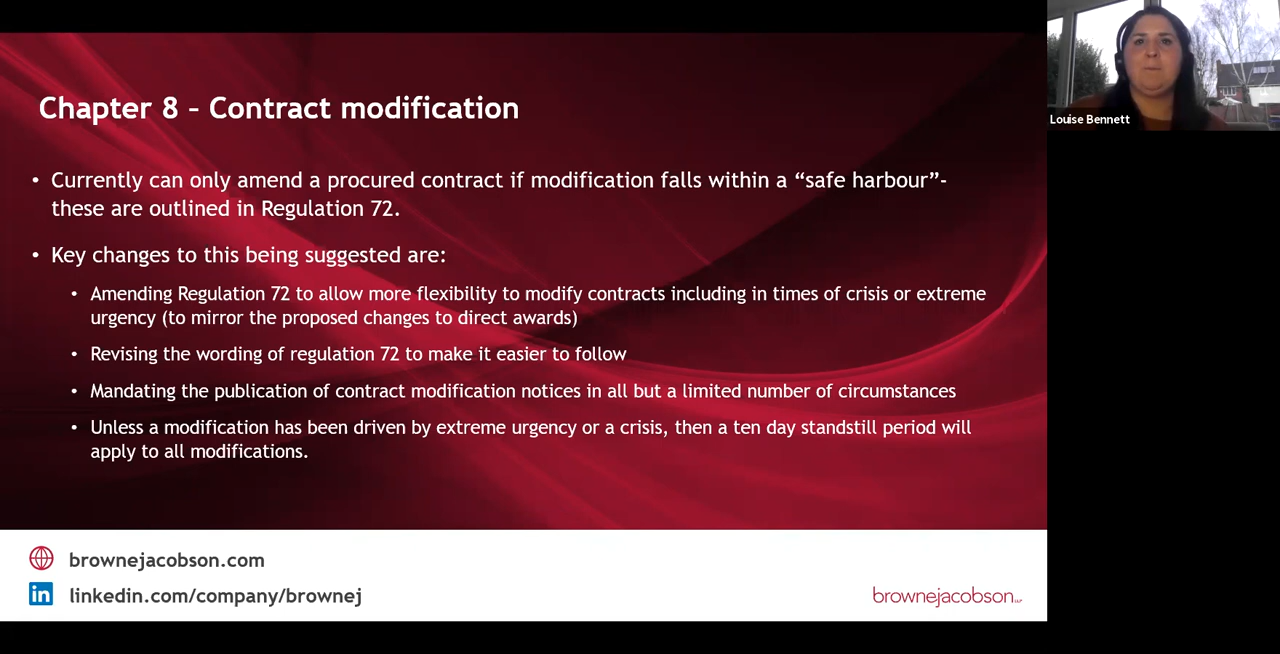 Chapter 8 – Contract modification
• Currently can only amend a procured contract if modification falls within a “safe harbour”-
these are outlined in Regulation 72.
• Key changes to this being suggested are:
• Amending Regulation 72 to allow more flexibility to modify contracts including in times of crisis or extreme
urgency (to mirror the proposed changes to direct awards)
• Revising the wording of regulation 72 to make it easier to follow
• Mandating the publication of contract modification notices in all but a limited number of circumstances
• Unless a modification has been driven by extreme urgency or a crisis, then a ten day standstill period will
apply to all modifications.
brownejacobson.com
in linkedin.com/company/brownej
brownejacobson
Louise Bennett